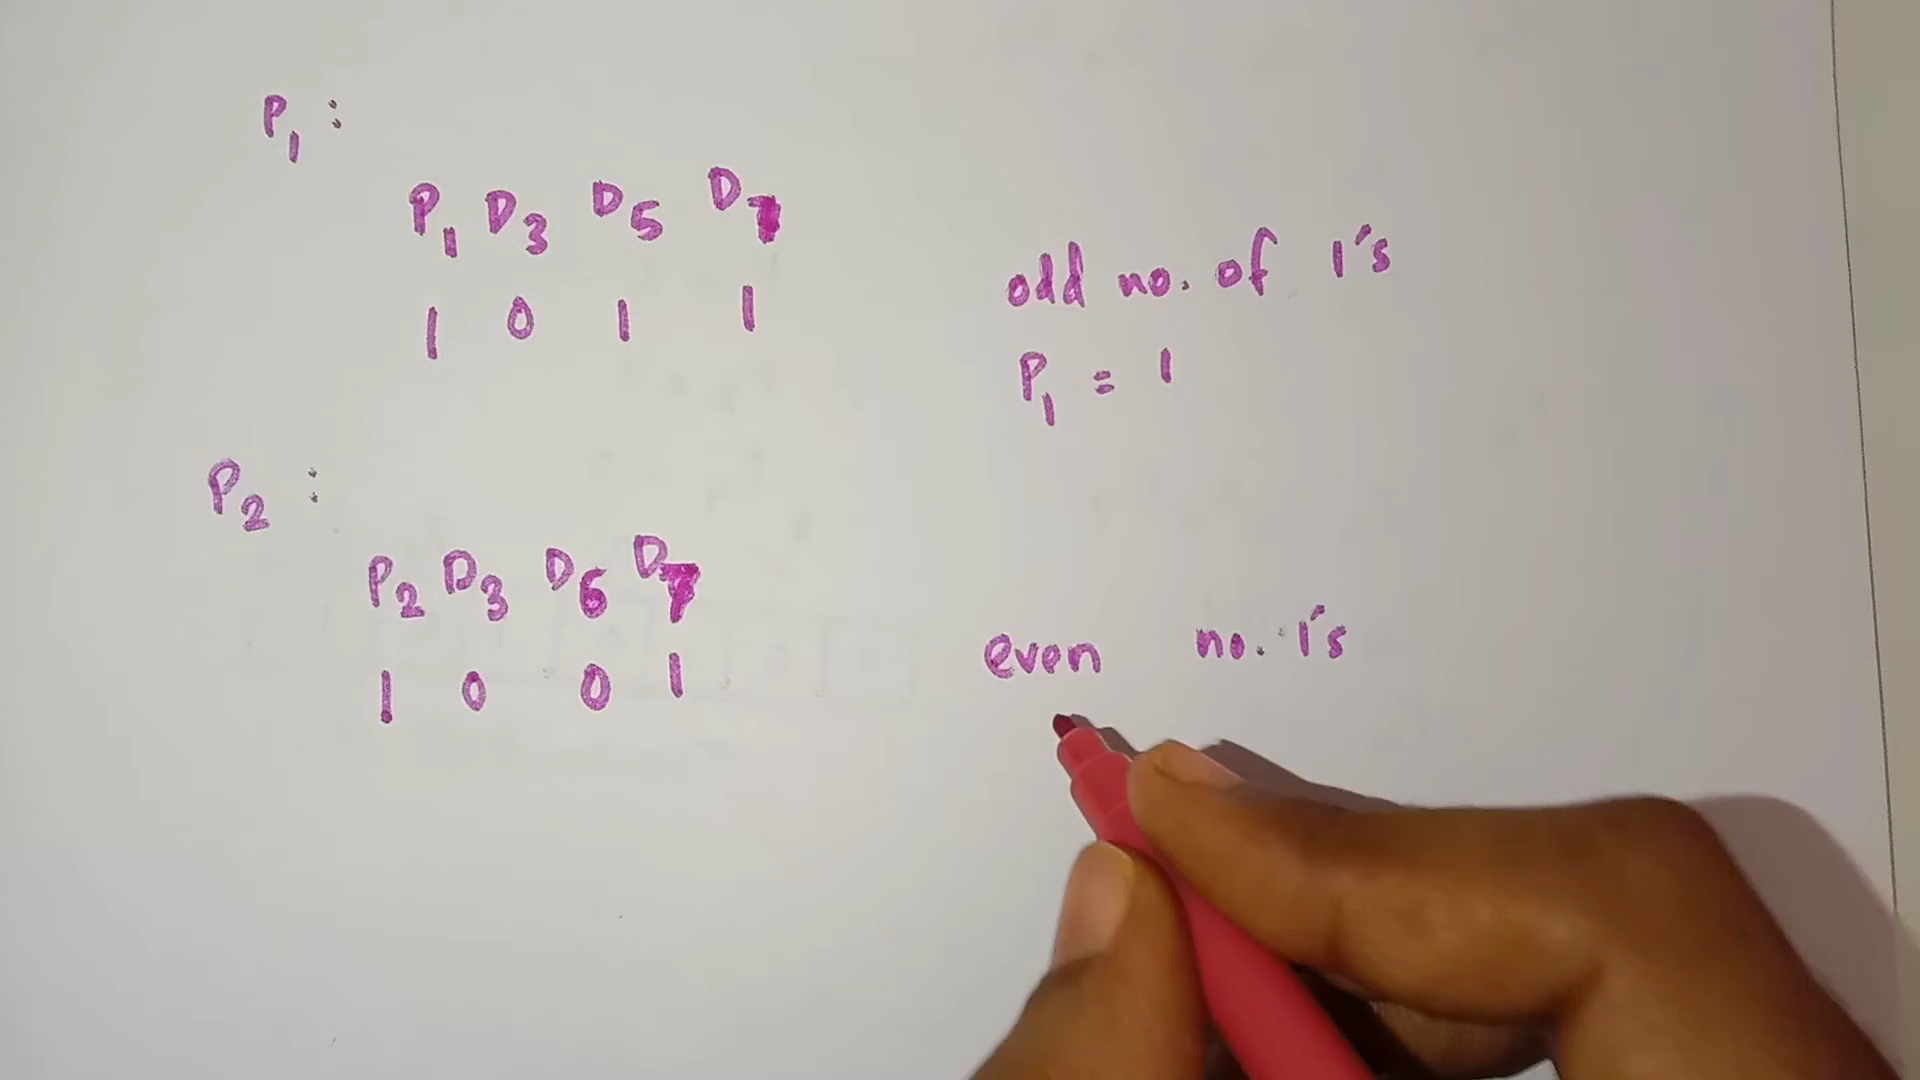 P1 :
P1 D3 D5 D7
1 0 1 1
odd no. of 1's
P1 = 1
P2 :
P2 D3 D6 D7
1 0 0 1
even no. 1's